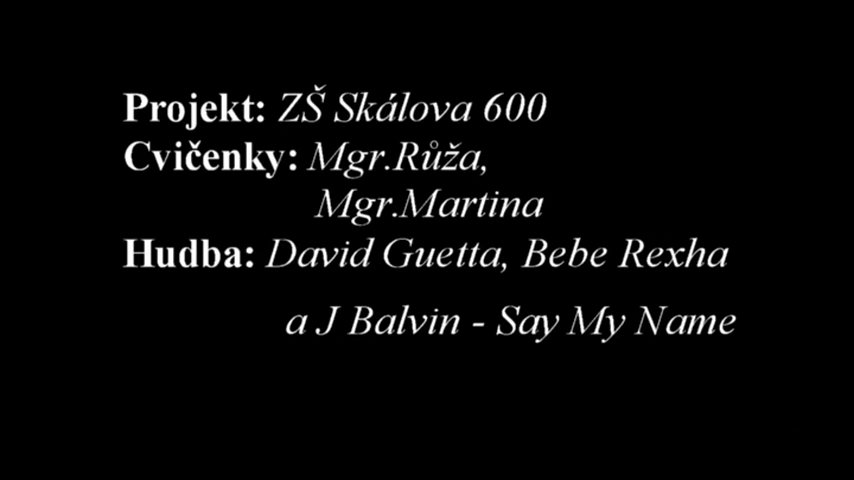 Projekt: ZŠ Skálova 600
Cvičenky: Mgr.Růža,
Mgr.Martina
Hudba: David Guetta, Bebe Rexha
a J Balvin - Say My Name